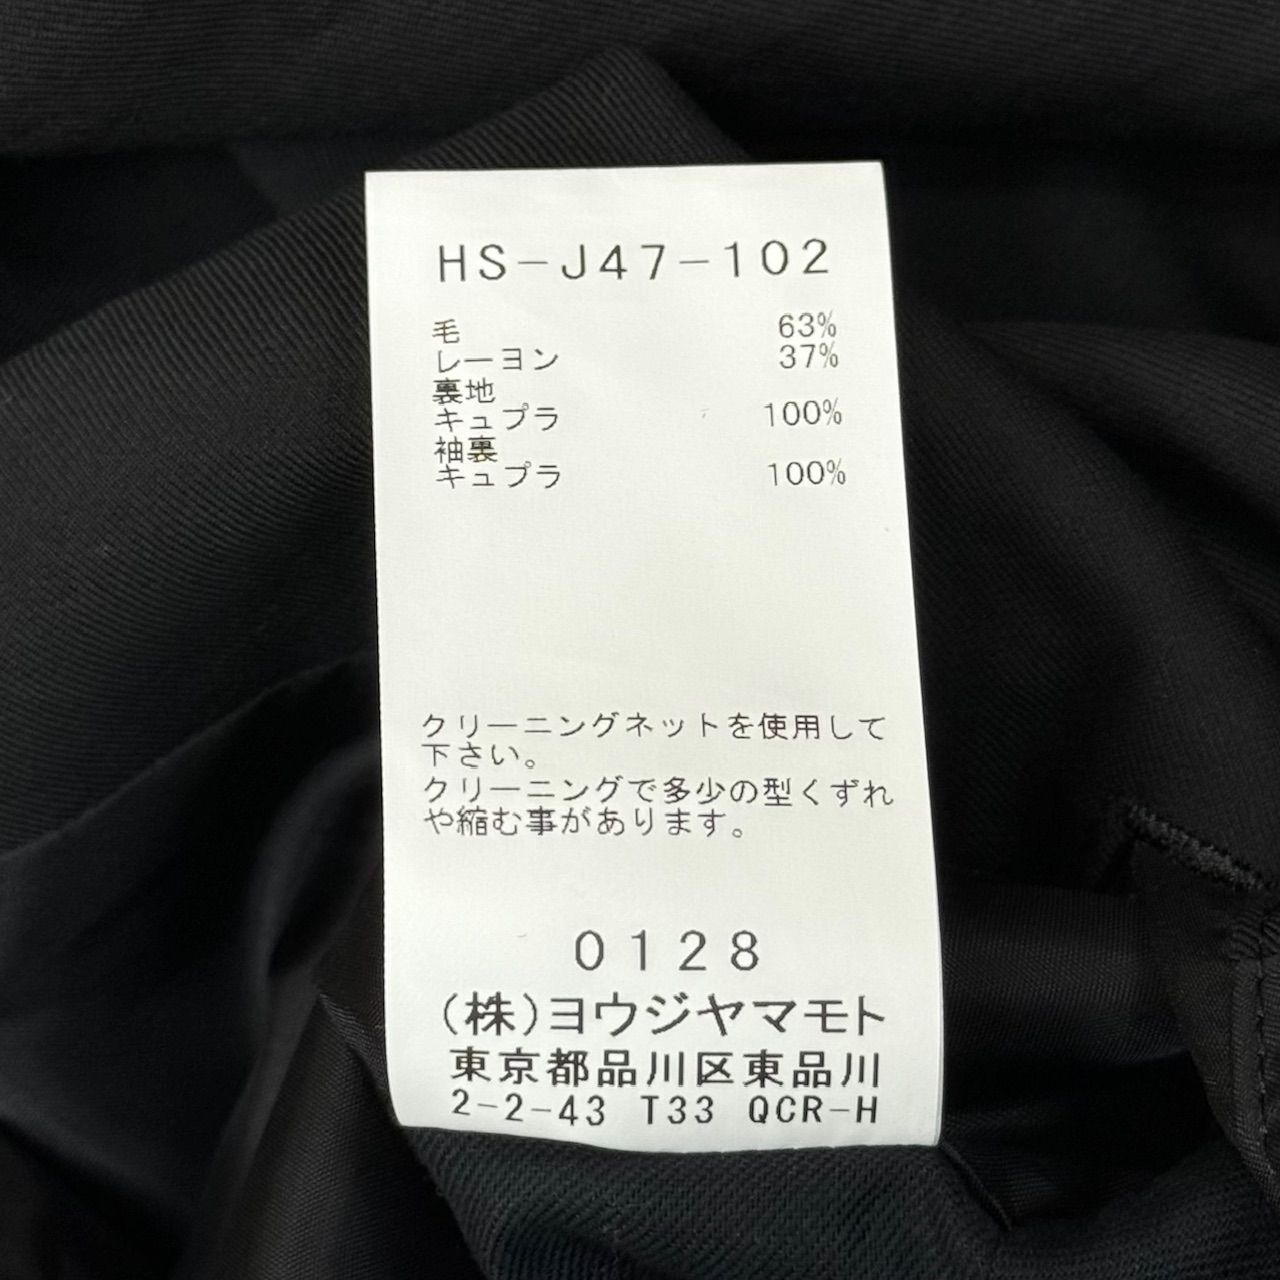 HS-J47-102
毛 63%
レーヨン 37%
裏地
キュプラ 100%
袖裏
キュプラ 100%
クリーニングネットを使用して
下さい。
クリーニングで多少の型くずれ
や縮む事があります。
0128
(株)ヨウジヤマモト
東京都品川区東品川
2-2-43 T33 QCR-H